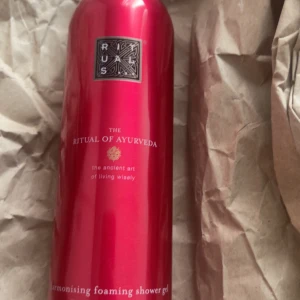 RIT
UAL
S
THE
RITUAL OF AYURVEDA
the ancient art
of living wisely
foaming shower gel